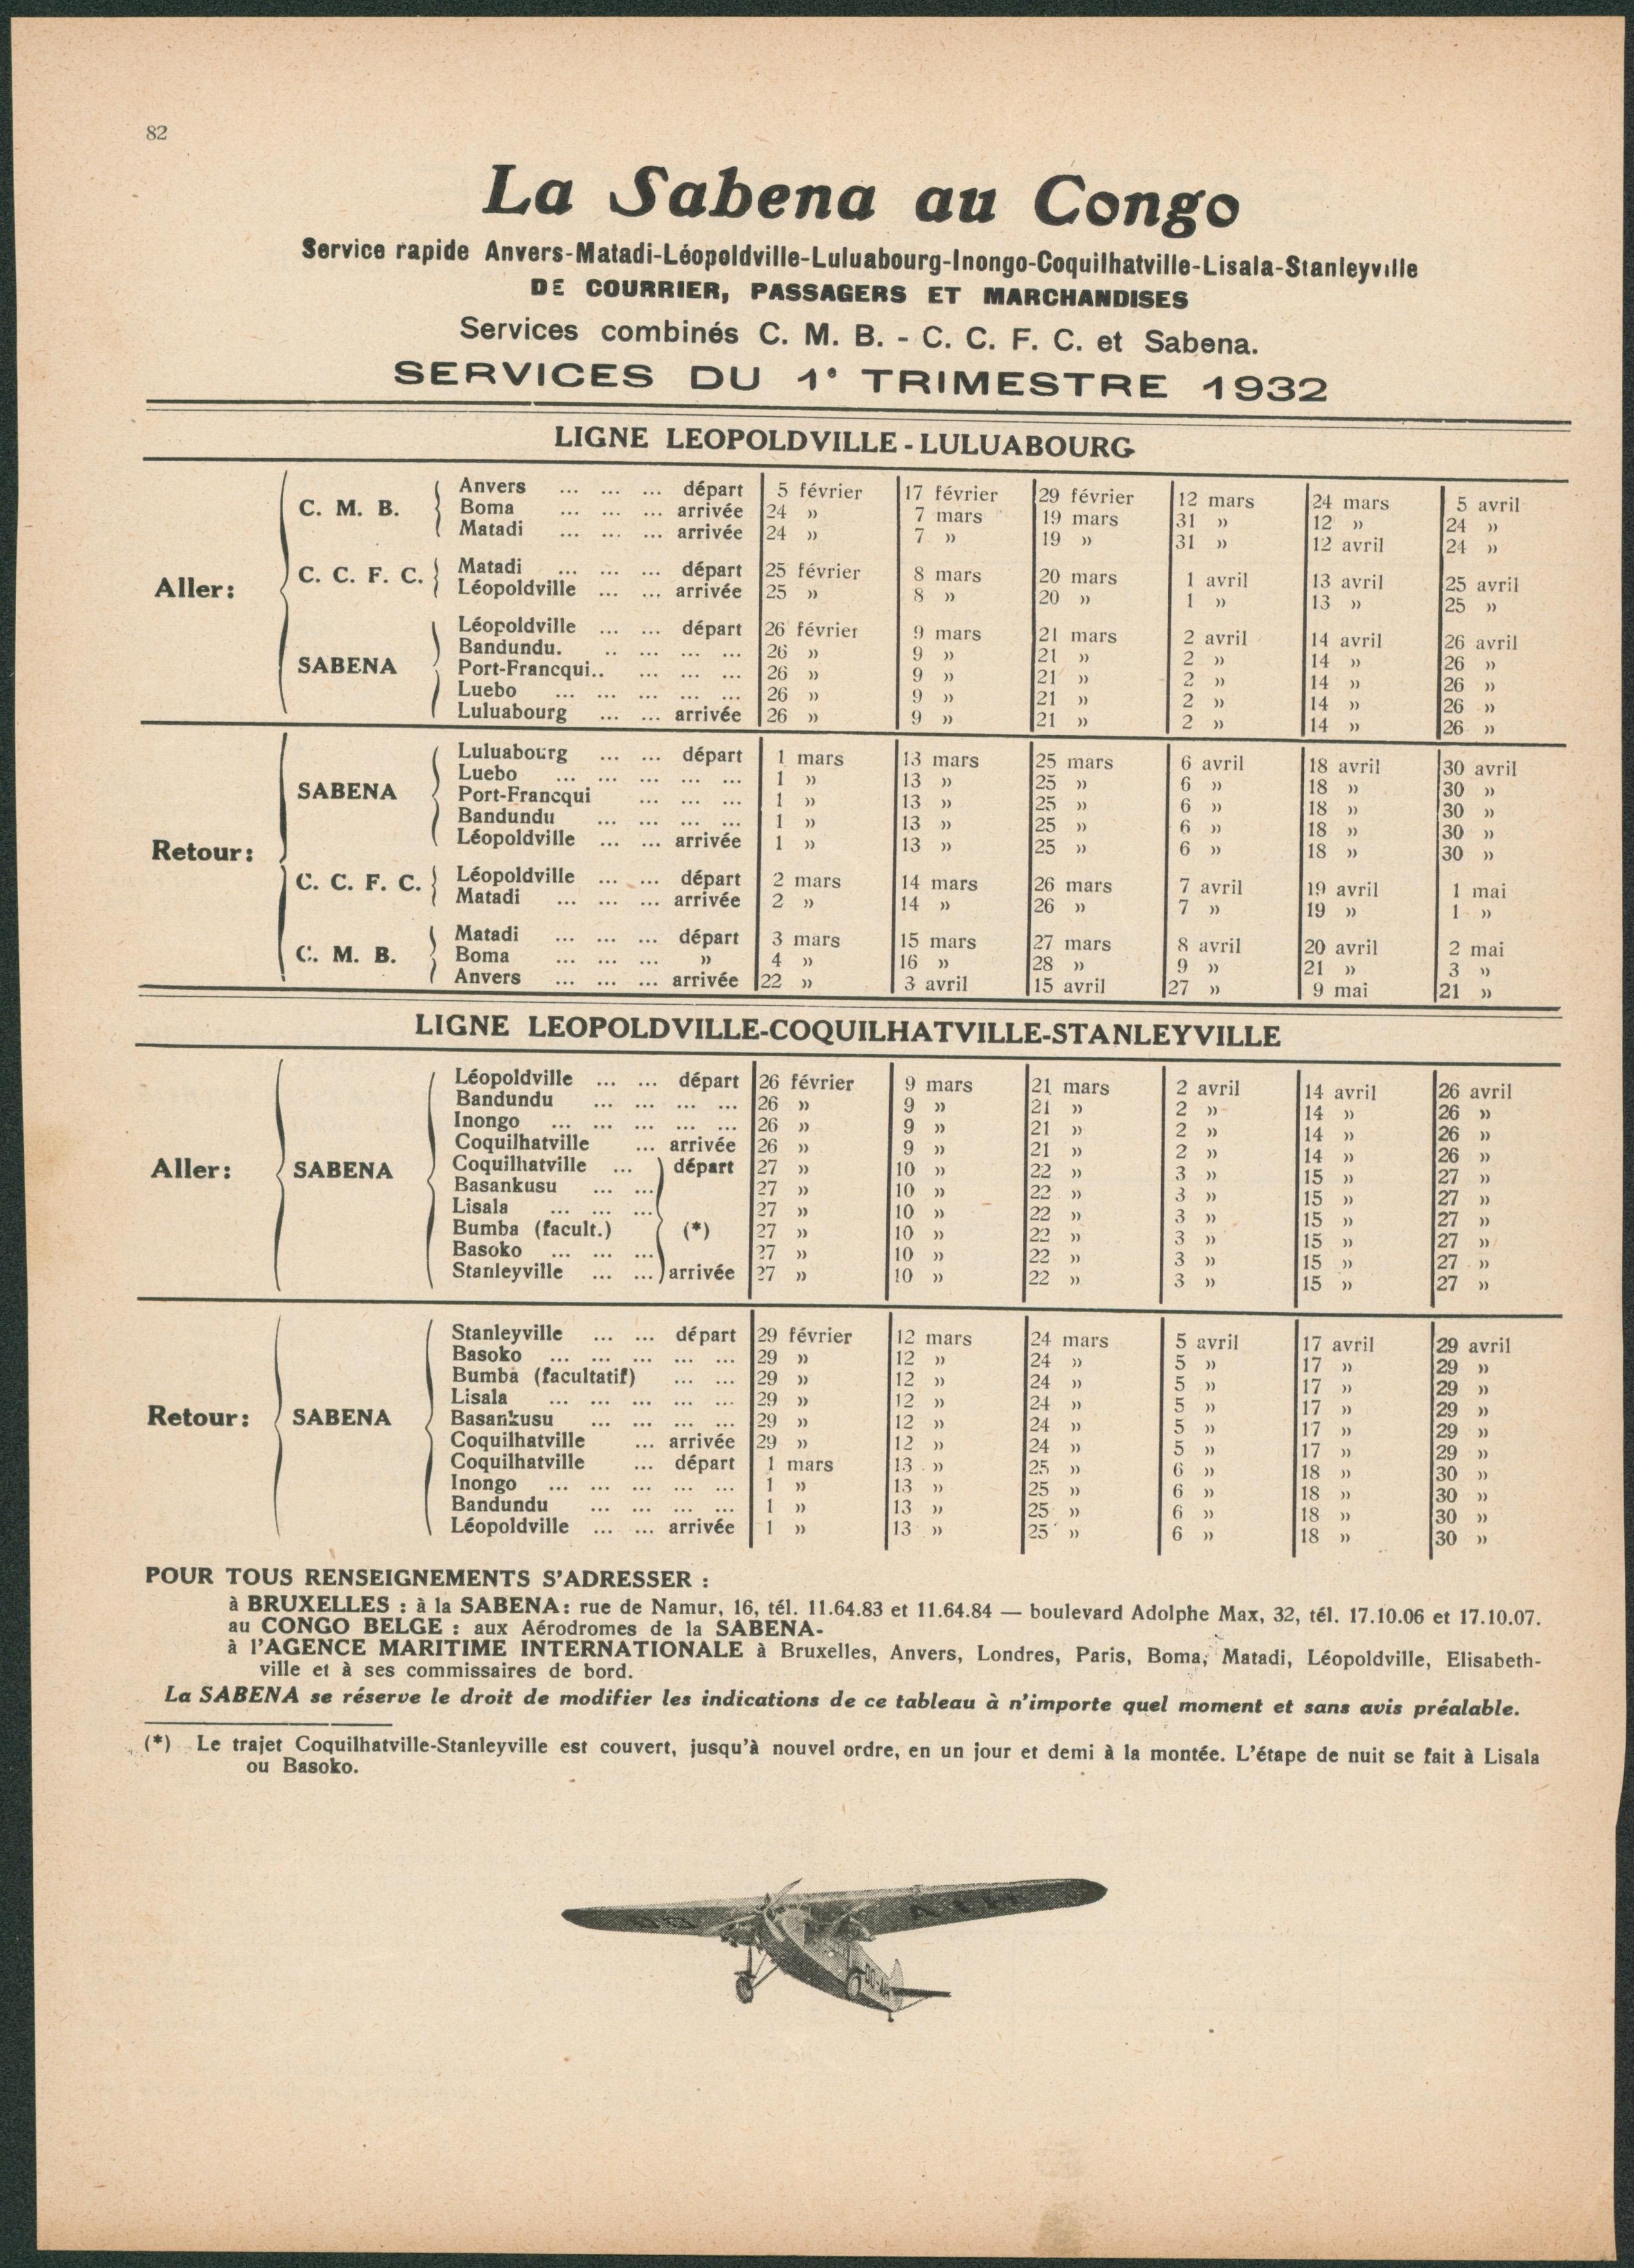 82
La Sabena au Congo
Service rapide Anvers-Matadi-Léopoldville-Luluabourg-Inongo-Coquilhatville-Lisala-Stanleyville
DE COURRIER, PASSAGERS ET MARCHANDISES
Services combinés C. M. B. - C. C. F. C. et Sabena.
SERVICES DU 1e TRIMESTRE 1932
LIGNE LEOPOLDVILLE - LULUABOURG
Aller:
C. M. B.
Anvers ... ... ... départ 5 février 17 février 29 février 12 mars 24 mars 5 avril
Boma ... ... ... arrivée 24 » 7 mars 19 mars 31 » 12 » 24 »
Matadi ... ... ... arrivée 24 » 7 » 19 » 31 » 12 avril 24 »
C. C. F. C.
Matadi ... ... ... départ 25 février 8 mars 20 mars 1 avril 13 avril 25 avril
Léopoldville ... ... arrivée 25 » 8 » 20 » 1 » 13 » 25 »
SABENA
Léopoldville ... ... départ 26 février 9 mars 21 mars 2 avril 14 avril 26 avril
Bandundu. .. ... ... ... 26 » 9 » 21 » 2 » 14 » 26 »
Port-Francqui.. ... ... ... 26 » 9 » 21 » 2 » 14 » 26 »
Luebo ... ... ... ... ... 26 » 9 » 21 » 2 » 14 » 26 »
Luluabourg ... ... arrivée 26 » 9 » 21 » 2 » 14 » 26 »
Retour:
SABENA
Luluabourg ... ... départ 1 mars 13 mars 25 mars 6 avril 18 avril 30 avril
Luebo ... ... ... ... ... 1 » 13 » 25 » 6 » 18 » 30 »
Port-Francqui ... ... ... 1 » 13 » 25 » 6 » 18 » 30 »
Bandundu ... ... ... ... 1 » 13 » 25 » 6 » 18 » 30 »
Léopoldville ... ... arrivée 1 » 13 » 25 » 6 » 18 » 30 »
C. C. F. C.
Léopoldville ... ... départ 2 mars 14 mars 26 mars 7 avril 19 avril 1 mai
Matadi ... ... ... arrivée 2 » 14 » 26 » 7 » 19 » 1 »
C. M. B.
Matadi ... ... ... départ 3 mars 15 mars 27 mars 8 avril 20 avril 2 mai
Boma ... ... ... » 4 » 16 » 28 » 9 » 21 » 3 »
Anvers ... ... ... arrivée 22 » 3 avril 15 avril 27 » 9 mai 21 »
LIGNE LEOPOLDVILLE-COQUILHATVILLE-STANLEYVILLE
Aller:
SABENA
Léopoldville ... ... départ 26 février 9 mars 21 mars 2 avril 14 avril 26 avril
Bandundu ... ... ... ... 26 » 9 » 21 » 2 » 14 » 26 »
Inongo ... ... ... ... ... 26 » 9 » 21 » 2 » 14 » 26 »
Coquilhatville ... arrivée 26 » 9 » 21 » 2 » 14 » 26 »
Coquilhatville ... départ 27 » 10 » 22 » 3 » 15 » 27 »
Basankusu ... ... 27 » 10 » 22 » 3 » 15 » 27 »
Lisala ... ... ... 27 » 10 » 22 » 3 » 15 » 27 »
Bumba (facult.) (*) 27 » 10 » 22 » 3 » 15 » 27 »
Basoko ... ... ... 27 » 10 » 22 » 3 » 15 » 27 »
Stanleyville ... ... arrivée 27 » 10 » 22 » 3 » 15 » 27 »
Retour:
SABENA
Stanleyville ... ... départ 29 février 12 mars 24 mars 5 avril 17 avril 29 avril
Basoko ... ... ... ... ... 29 » 12 » 24 » 5 » 17 » 29 »
Bumba (facultatif) ... ... 29 » 12 » 24 » 5 » 17 » 29 »
Lisala ... ... ... ... ... 29 » 12 » 24 » 5 » 17 » 29 »
Basankusu ... ... ... ... 29 » 12 » 24 » 5 » 17 » 29 »
Coquilhatville ... arrivée 29 » 12 » 24 » 5 » 17 » 29 »
Coquilhatville ... départ 1 mars 13 » 25 » 6 » 18 » 30 »
Inongo ... ... ... ... ... 1 » 13 » 25 » 6 » 18 » 30 »
Bandundu ... ... ... ... 1 » 13 » 25 » 6 » 18 » 30 »
Léopoldville ... ... arrivée 1 » 13 » 25 » 6 » 18 » 30 »
POUR TOUS RENSEIGNEMENTS S'ADRESSER :
à BRUXELLES : à la SABENA: rue de Namur, 16, tél. 11.64.83 et 11.64.84 — boulevard Adolphe Max, 32, tél. 17.10.06 et 17.10.07.
au CONGO BELGE : aux Aérodromes de la SABENA-
à l'AGENCE MARITIME INTERNATIONALE à Bruxelles, Anvers, Londres, Paris, Boma, Matadi, Léopoldville, Elisabeth-
ville et à ses commissaires de bord.
La SABENA se réserve le droit de modifier les indications de ce tableau à n'importe quel moment et sans avis préalable.
(*) Le trajet Coquilhatville-Stanleyville est couvert, jusqu'à nouvel ordre, en un jour et demi à la montée. L'étape de nuit se fait à Lisala
ou Basoko.